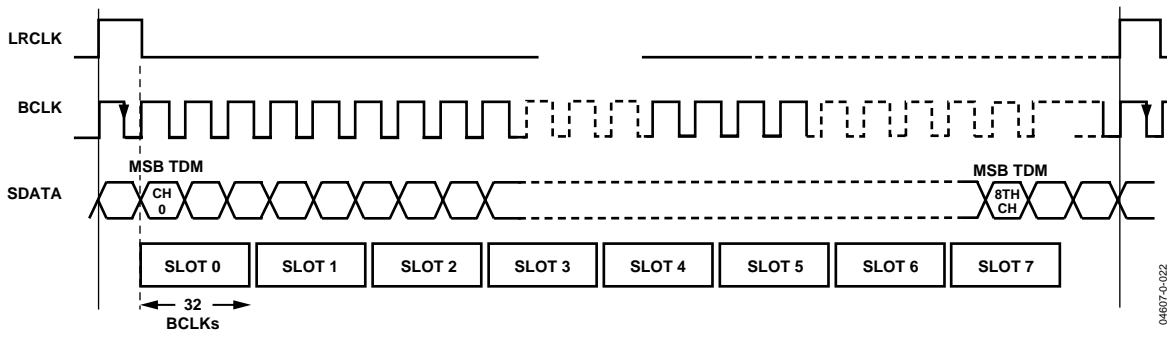 LRCLK
BCLK
MSB TDM
MSB TDM
SDATA
CH
0
8TH
CH
SLOT 0
SLOT 1
SLOT 2
SLOT 3
SLOT 4
SLOT 5
SLOT 6
SLOT 7
32
BCLKs
04607-0-022